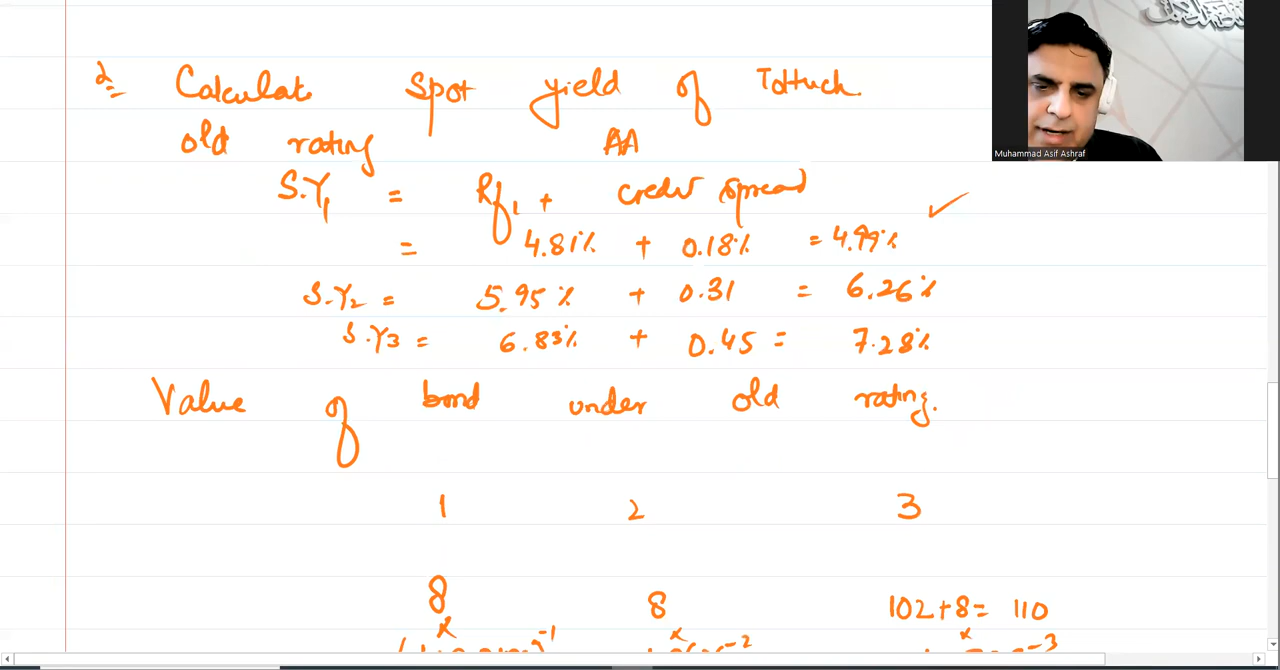 2 Calculate Spot yield of Tottuch
old rating AA
S.Y1 = Rf1 + credit spread
= 4.81% + 0.18% = 4.99%
S.Y2 = 5.95% + 0.31 = 6.26%
S.Y3 = 6.83% + 0.45 = 7.28%
Value of bond under old rating.
1 2 3
8 8 102+8= 110
x x x
Muhammad Asif Ashraf